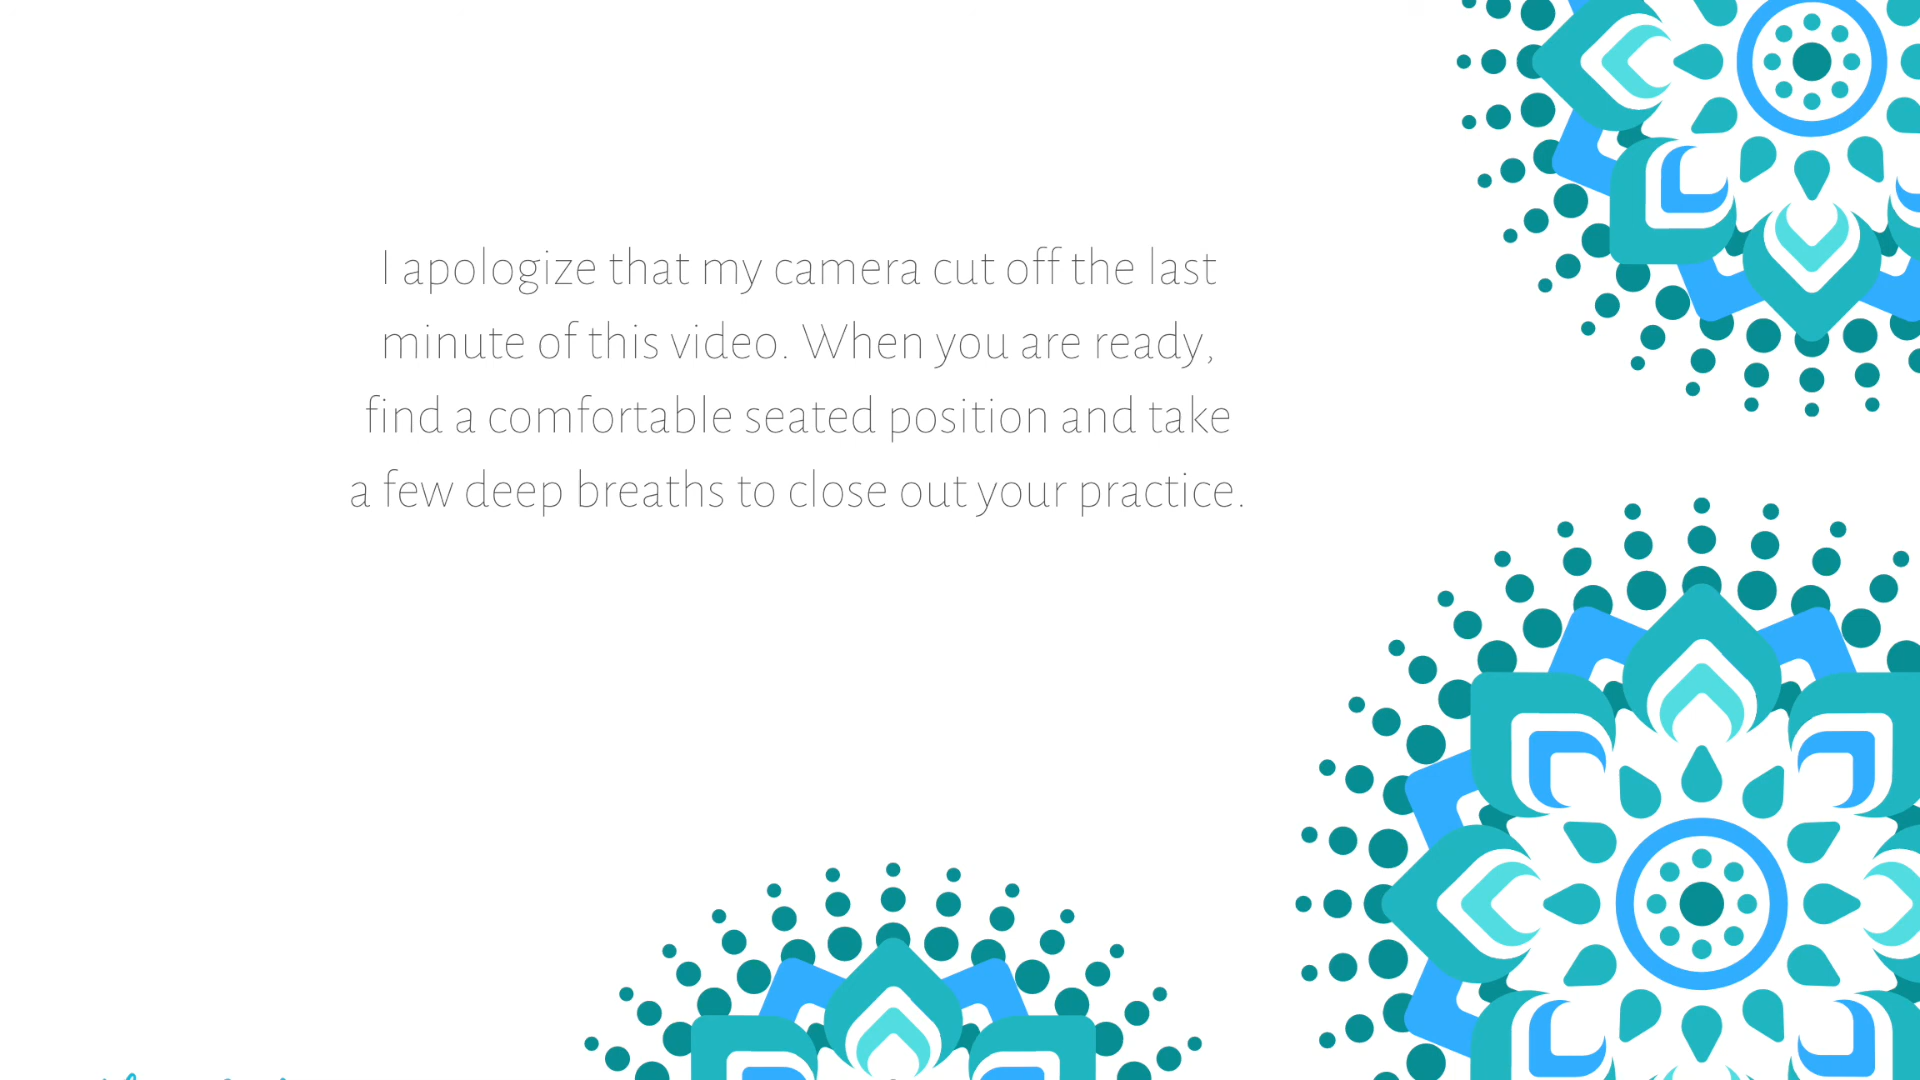 I apologize that my camera cut off the last
minute of this video. When you are ready,
find a comfortable seated position and take
a few deep breaths to close out your practice.